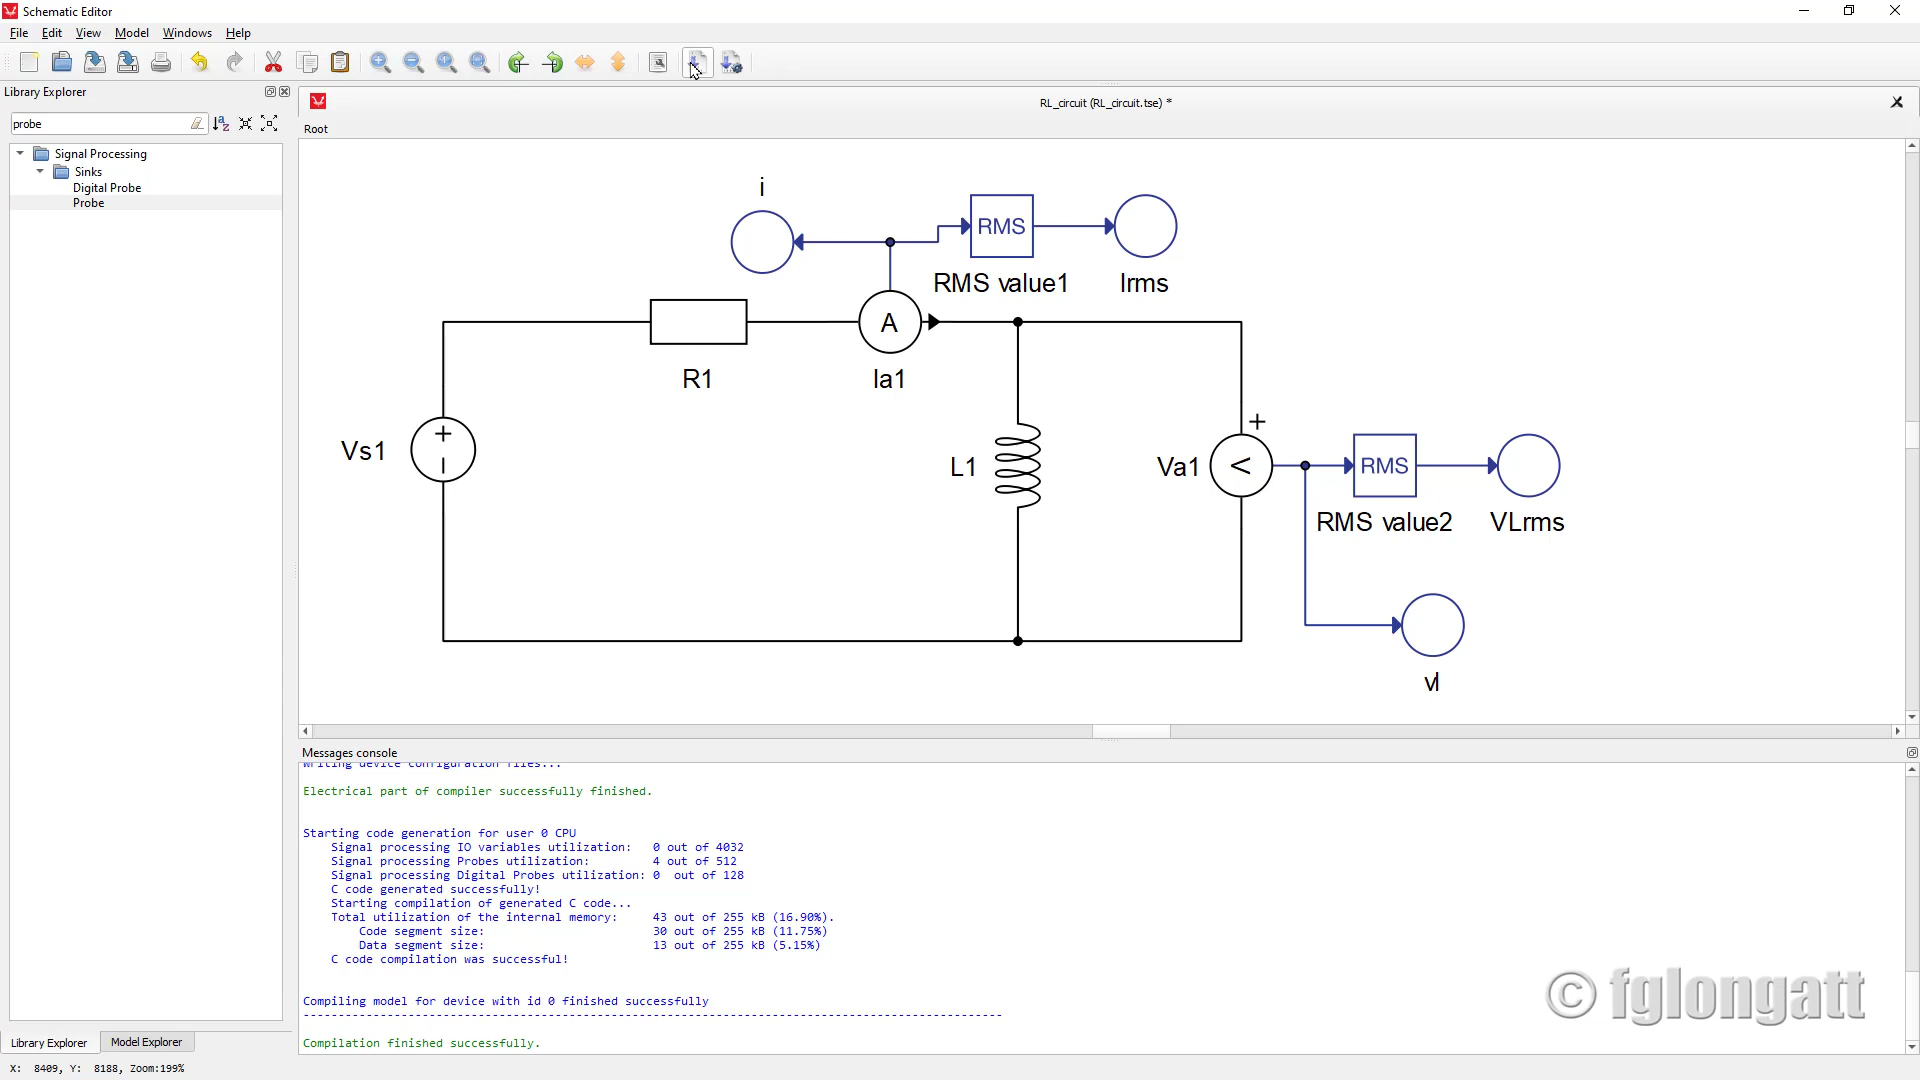 Schematic Editor
File Edit View Model Windows Help
Library Explorer
probe
Signal Processing
Sinks
Digital Probe
Probe
RL_circuit (RL_circuit.tse) *
Root
i
RMS
RMS value1
Irms
R1
A
Ia1
Vs1
L1
Va1
RMS
RMS value2
VLrms
vl
Messages console
Writing device configuration files...
Electrical part of compiler successfully finished.
Starting code generation for user 0 CPU
Signal processing IO variables utilization: 0 out of 4032
Signal processing Probes utilization: 4 out of 512
Signal processing Digital Probes utilization: 0 out of 128
C code generated successfully!
Starting compilation of generated C code...
Total utilization of the internal memory: 43 out of 255 kB (16.90%).
Code segment size: 30 out of 255 kB (11.75%)
Data segment size: 13 out of 255 kB (5.15%)
C code compilation was successful!
Compiling model for device with id 0 finished successfully
--------------------------------------------------------------------------------
Compilation finished successfully.
© fglongatt
Library Explorer Model Explorer
X: 8409, Y: 8188, Zoom:199%